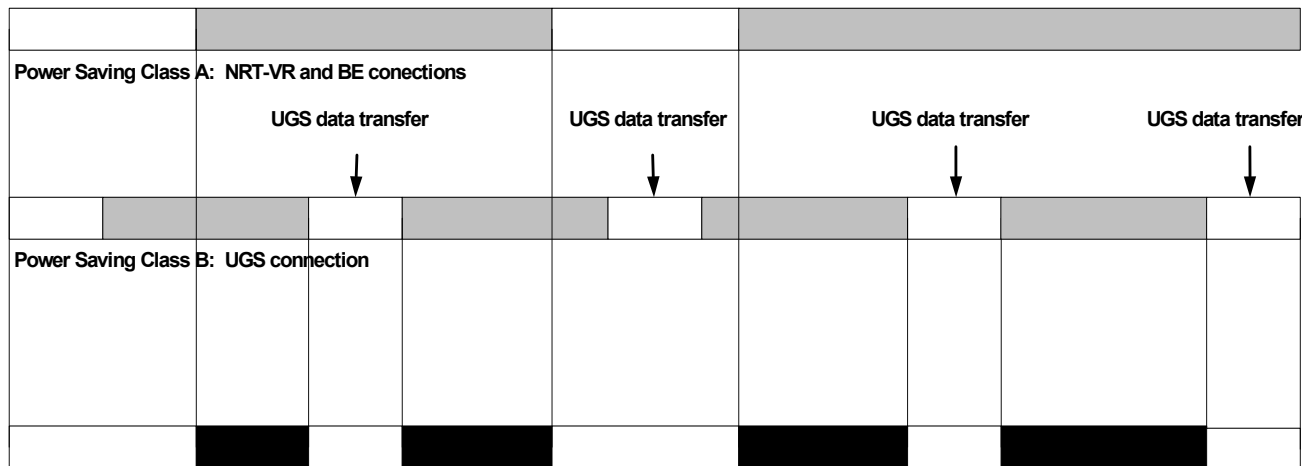 Power Saving Class A: NRT-VR and BE conections
UGS data transfer
UGS data transfer
UGS data transfer
UGS data transfer
Power Saving Class B: UGS connection